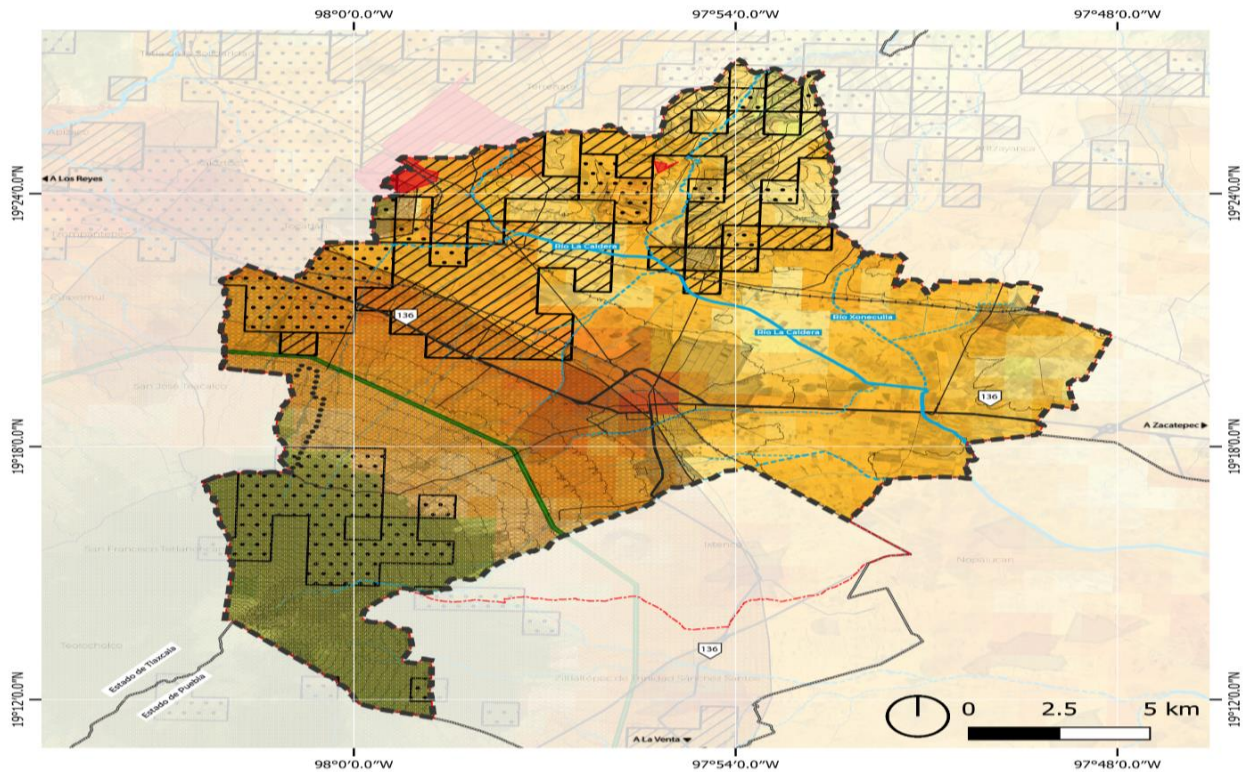 98°0'0.0"W
97°54'0.0"W
97°48'0.0"W
Terrenate
A Los Reyes
19°24'0.0"N
19°24'0.0"N
Río La Caldera
136
Río La Caldera
Río Xonecuila
San José Teacalco
136
A Zacatepec
19°18'0.0"N
19°18'0.0"N
Ixtenco
Nopalucan
136
Estado de Tlaxcala
Estado de Puebla
19°12'0.0"N
19°12'0.0"N
0 2.5 5 km
A La Venta
98°0'0.0"W
97°54'0.0"W
97°48'0.0"W